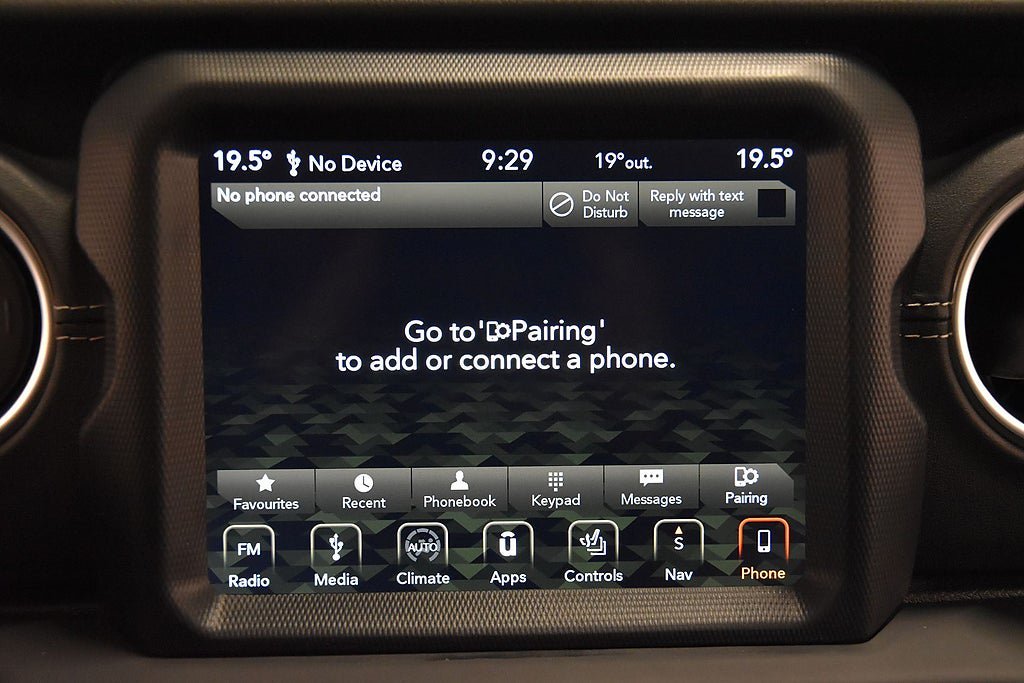 19.5° No Device 9:29 19°out. 19.5°
No phone connected
Do Not
Disturb
Reply with text
message
Go to 'Pairing'
to add or connect a phone.
Favourites Recent Phonebook Keypad Messages Pairing
FM AUTO ū S
Radio Media Climate Apps Controls Nav Phone